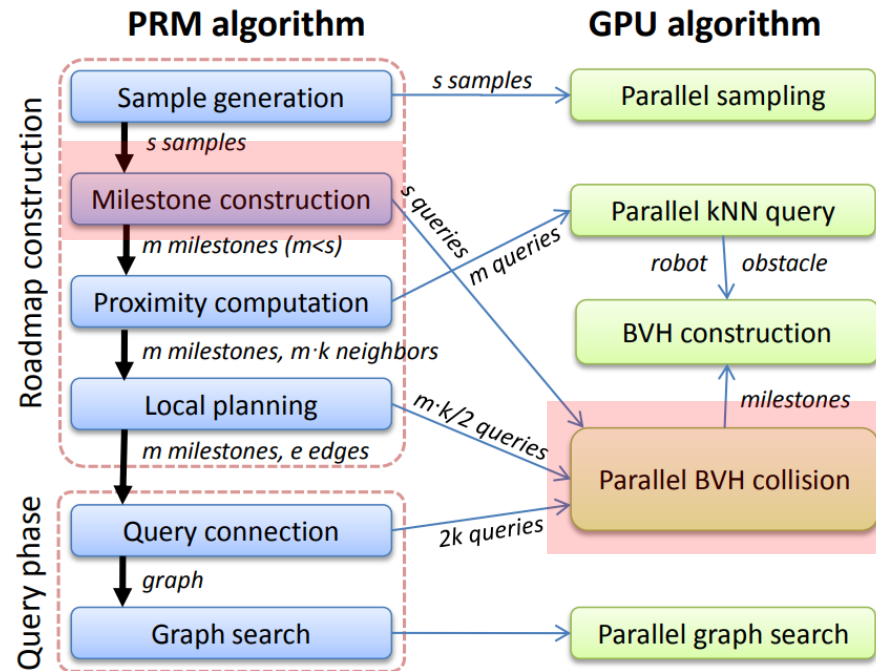 PRM algorithm
GPU algorithm
Roadmap construction
Sample generation
s samples
Parallel sampling
s samples
Milestone construction
s queries
Parallel kNN query
m milestones (m<s)
m queries
robot obstacle
Proximity computation
BVH construction
m milestones, m·k neighbors
milestones
Local planning
m·k/2 queries
m milestones, e edges
Parallel BVH collision
Query phase
Query connection
2k queries
graph
Graph search
Parallel graph search